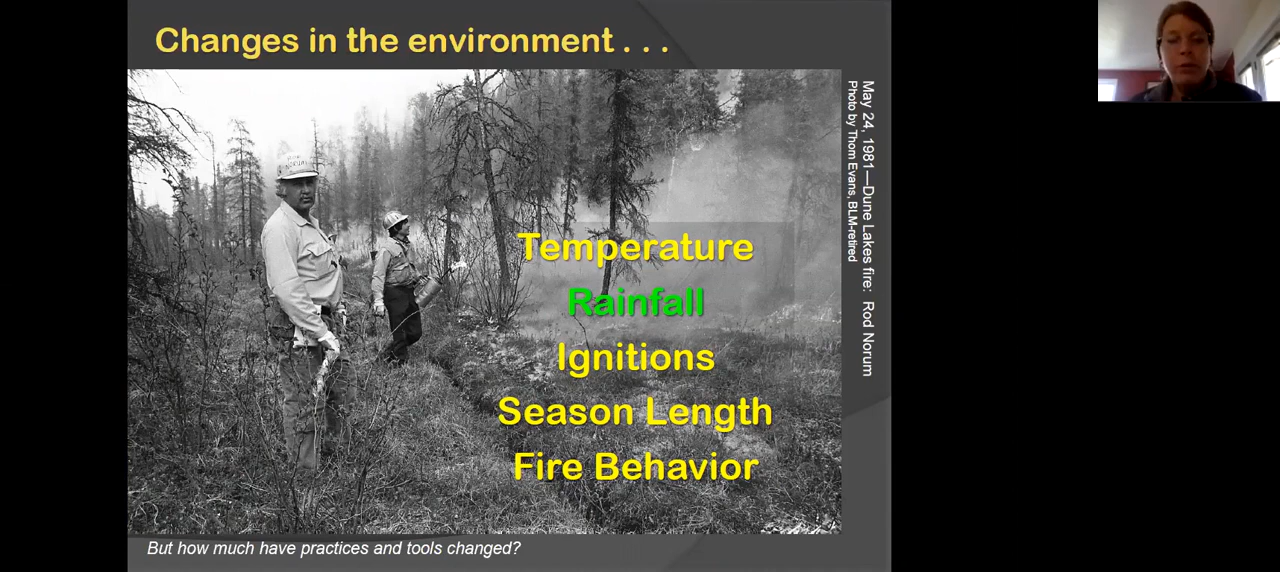 Changes in the environment . . .
Temperature
Rainfall
Ignitions
Season Length
Fire Behavior
May 24, 1981—Dune Lakes fire: Rod Norum
Photo by Thom Evans, BLM-retired
But how much have practices and tools changed?